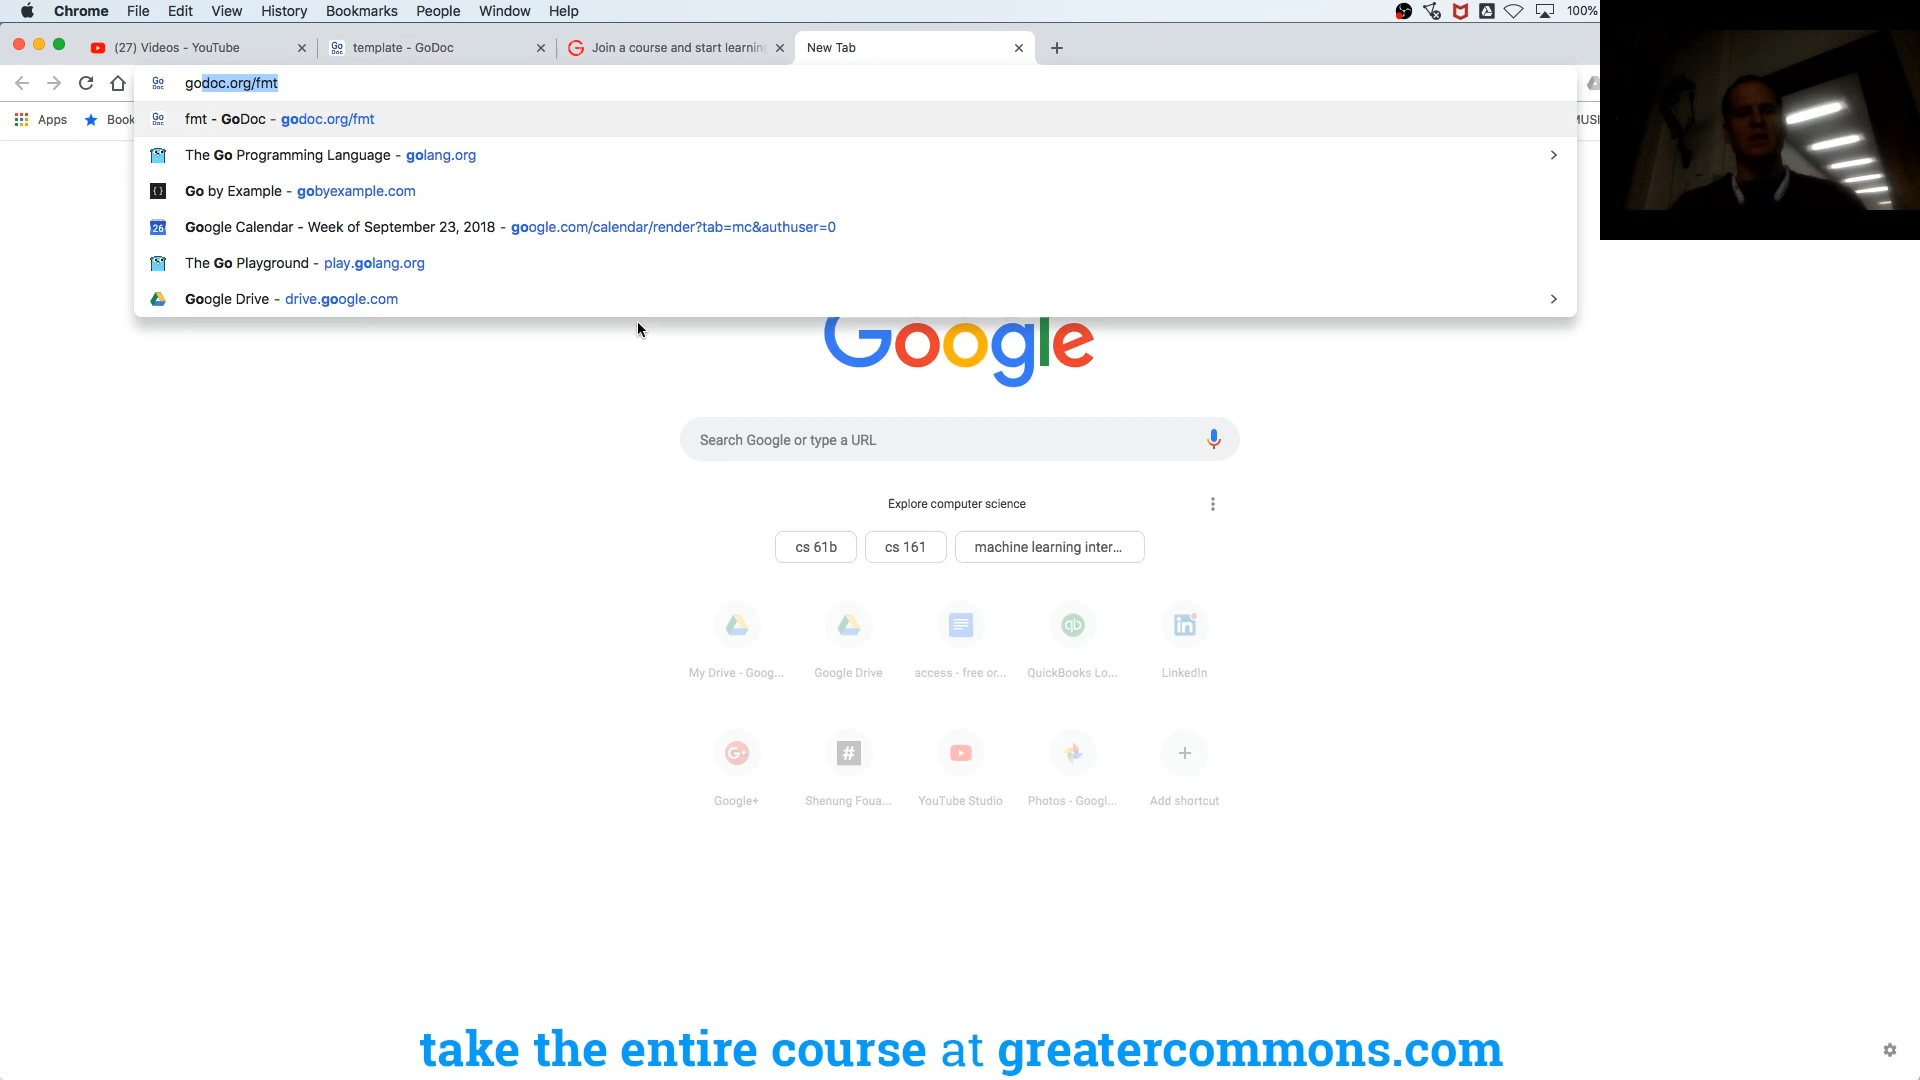 Chrome File Edit View History Bookmarks People Window Help 100%
(27) Videos - YouTube template - GoDoc Join a course and start learning New Tab
godoc.org/fmt
Apps Book
fmt - GoDoc - godoc.org/fmt
The Go Programming Language - golang.org
Go by Example - gobyexample.com
Google Calendar - Week of September 23, 2018 - google.com/calendar/render?tab=mc&authuser=0
The Go Playground - play.golang.org
Google Drive - drive.google.com
Google
Search Google or type a URL
Explore computer science
cs 61b cs 161 machine learning inter...
My Drive - Goog... Google Drive access - free or... QuickBooks Lo... LinkedIn
Google+ Shenung Foua... YouTube Studio Photos - Googl... Add shortcut
take the entire course at greatercommons.com